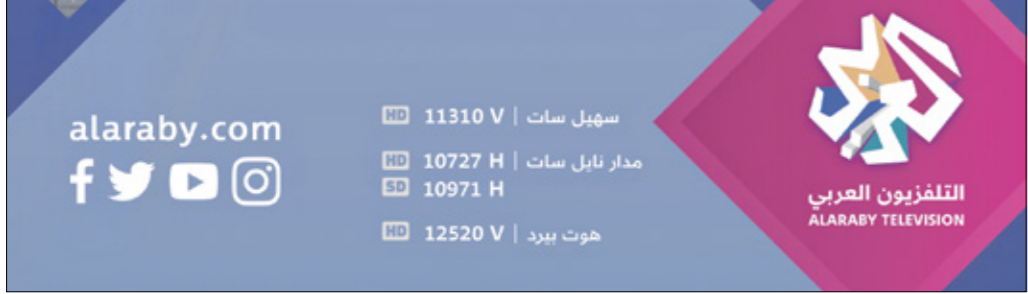 العربي
التلفزيون العربي
ALARABY TELEVISION
سهيل سات | 11310 V HD
مدار نايل سات | 10727 H HD
10971 H SD
هوت بيرد | 12520 V HD
alaraby.com